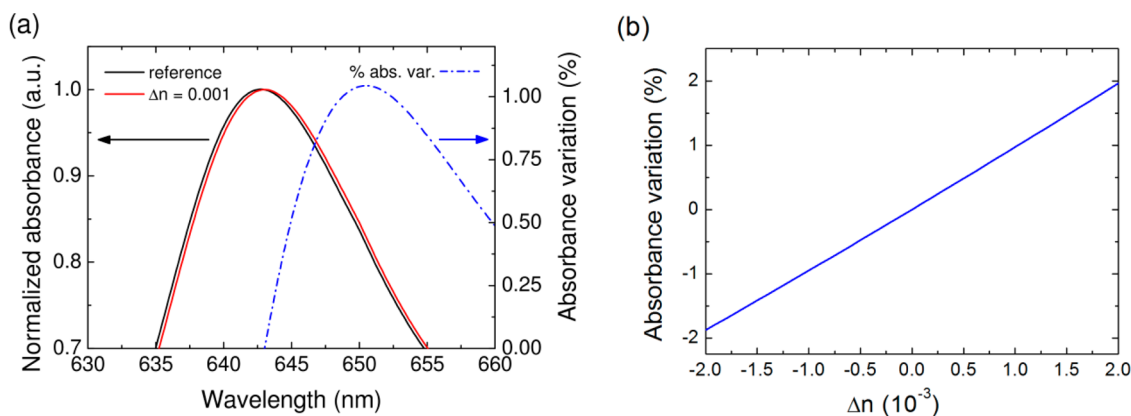 (a)
Normalized absorbance (a.u.)
1.0
0.9
0.8
0.7
reference
Δn = 0.001
% abs. var.
1.00
0.75
0.50
0.25
0.00
Absorbance variation (%)
630 635 640 645 650 655 660
Wavelength (nm)
(b)
Absorbance variation (%)
2
1
0
-1
-2
-2.0 -1.5 -1.0 -0.5 0.0 0.5 1.0 1.5 2.0
Δn (10⁻³)